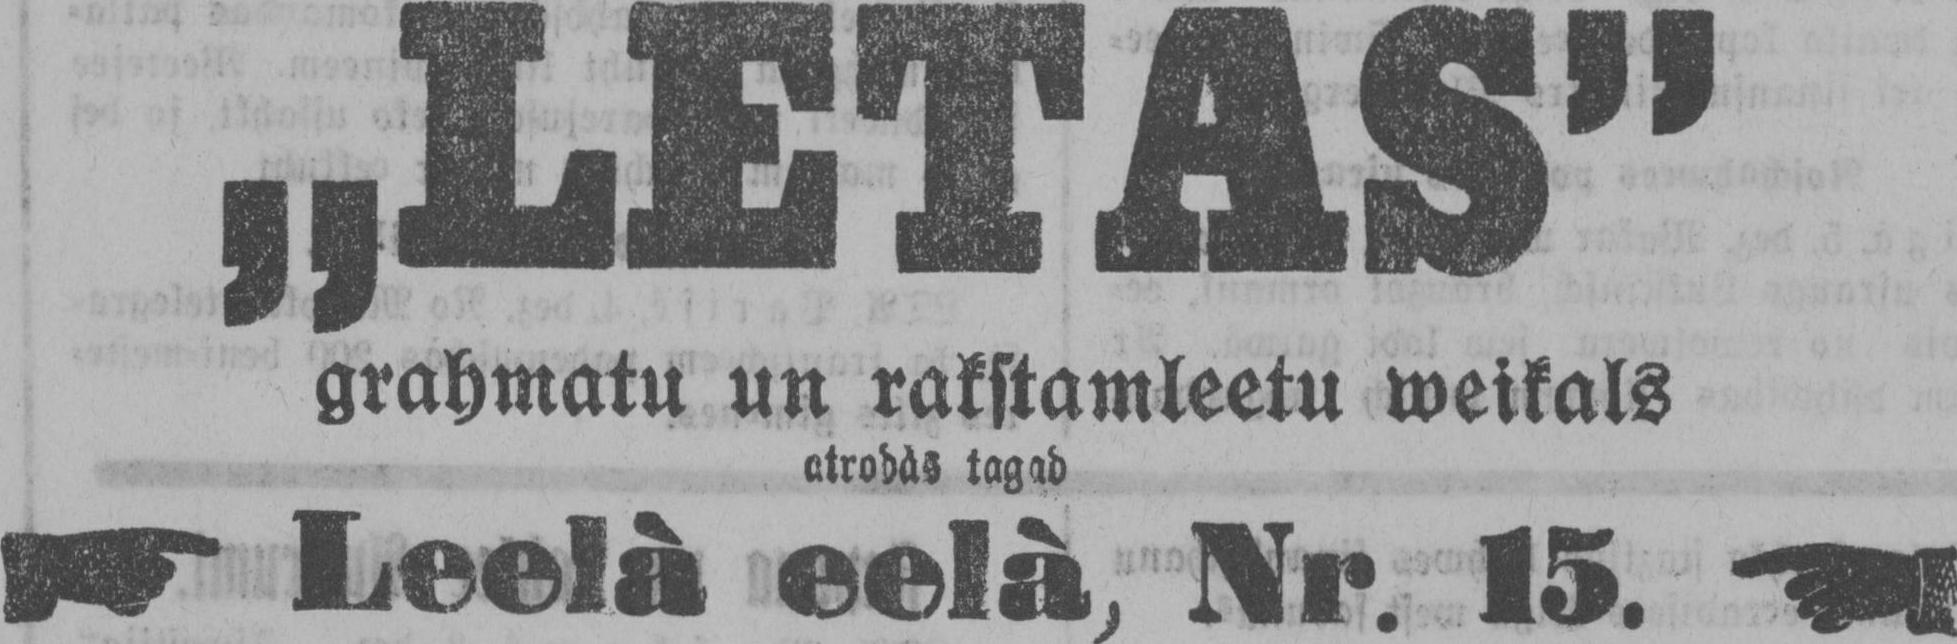 „LETAS”
grahmatu un rakſtamleetu weikals
atrodàs tagad
Leelà eelà, Nr. 15.